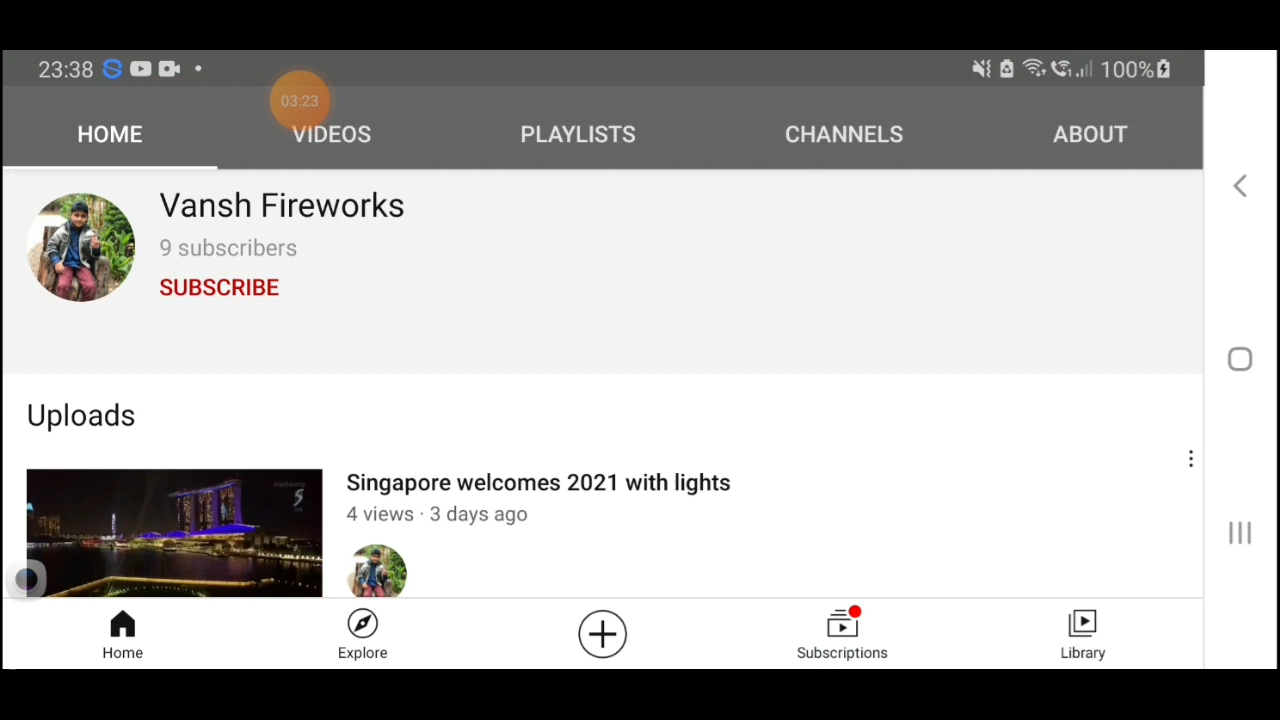 23:38 100%
03:23
HOME VIDEOS PLAYLISTS CHANNELS ABOUT
Vansh Fireworks
9 subscribers
SUBSCRIBE
Uploads
Singapore welcomes 2021 with lights
4 views · 3 days ago
Home Explore Subscriptions Library